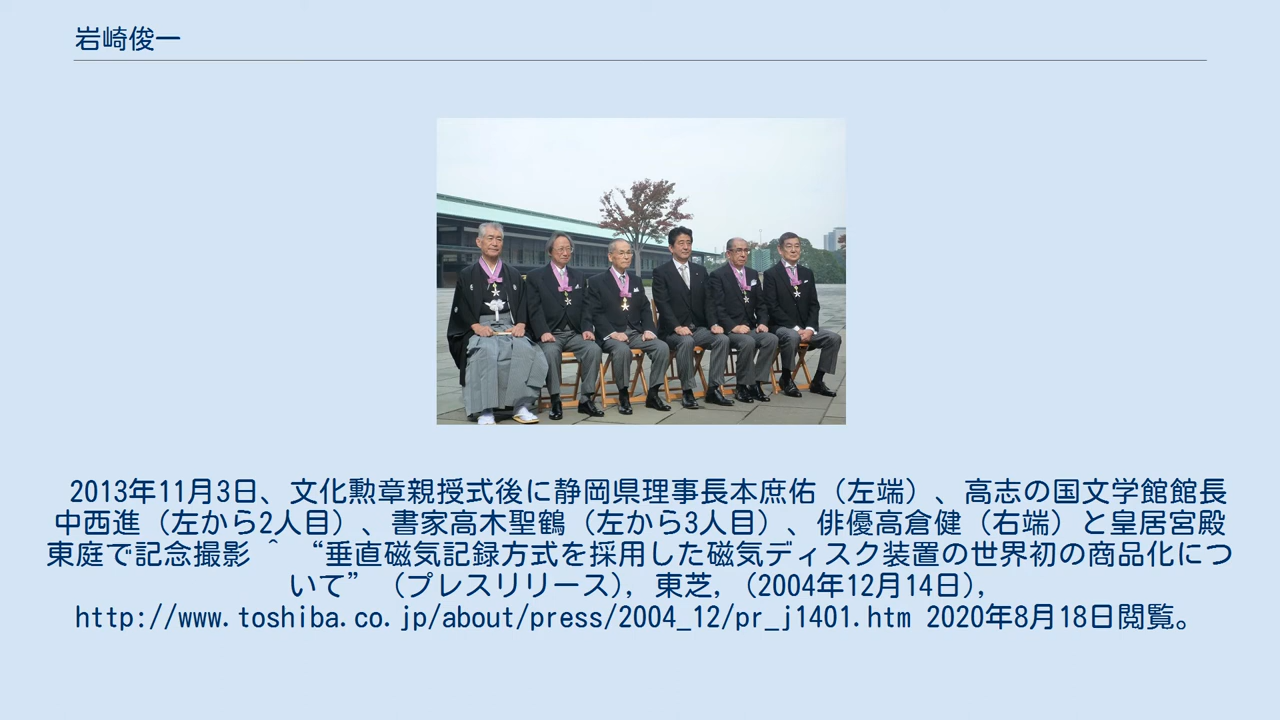 岩崎俊一
2013年11月3日、文化勲章親授式後に静岡県理事長本庶佑（左端）、高志の国文学館館長
中西進（左から2人目）、書家高木聖鶴（左から3人目）、俳優高倉健（右端）と皇居宮殿
東庭で記念撮影 ^ “垂直磁気記録方式を採用した磁気ディスク装置の世界初の商品化につ
いて” （プレスリリース）, 東芝, （2004年12月14日）,
http://www.toshiba.co.jp/about/press/2004_12/pr_j1401.htm 2020年8月18日閲覧。